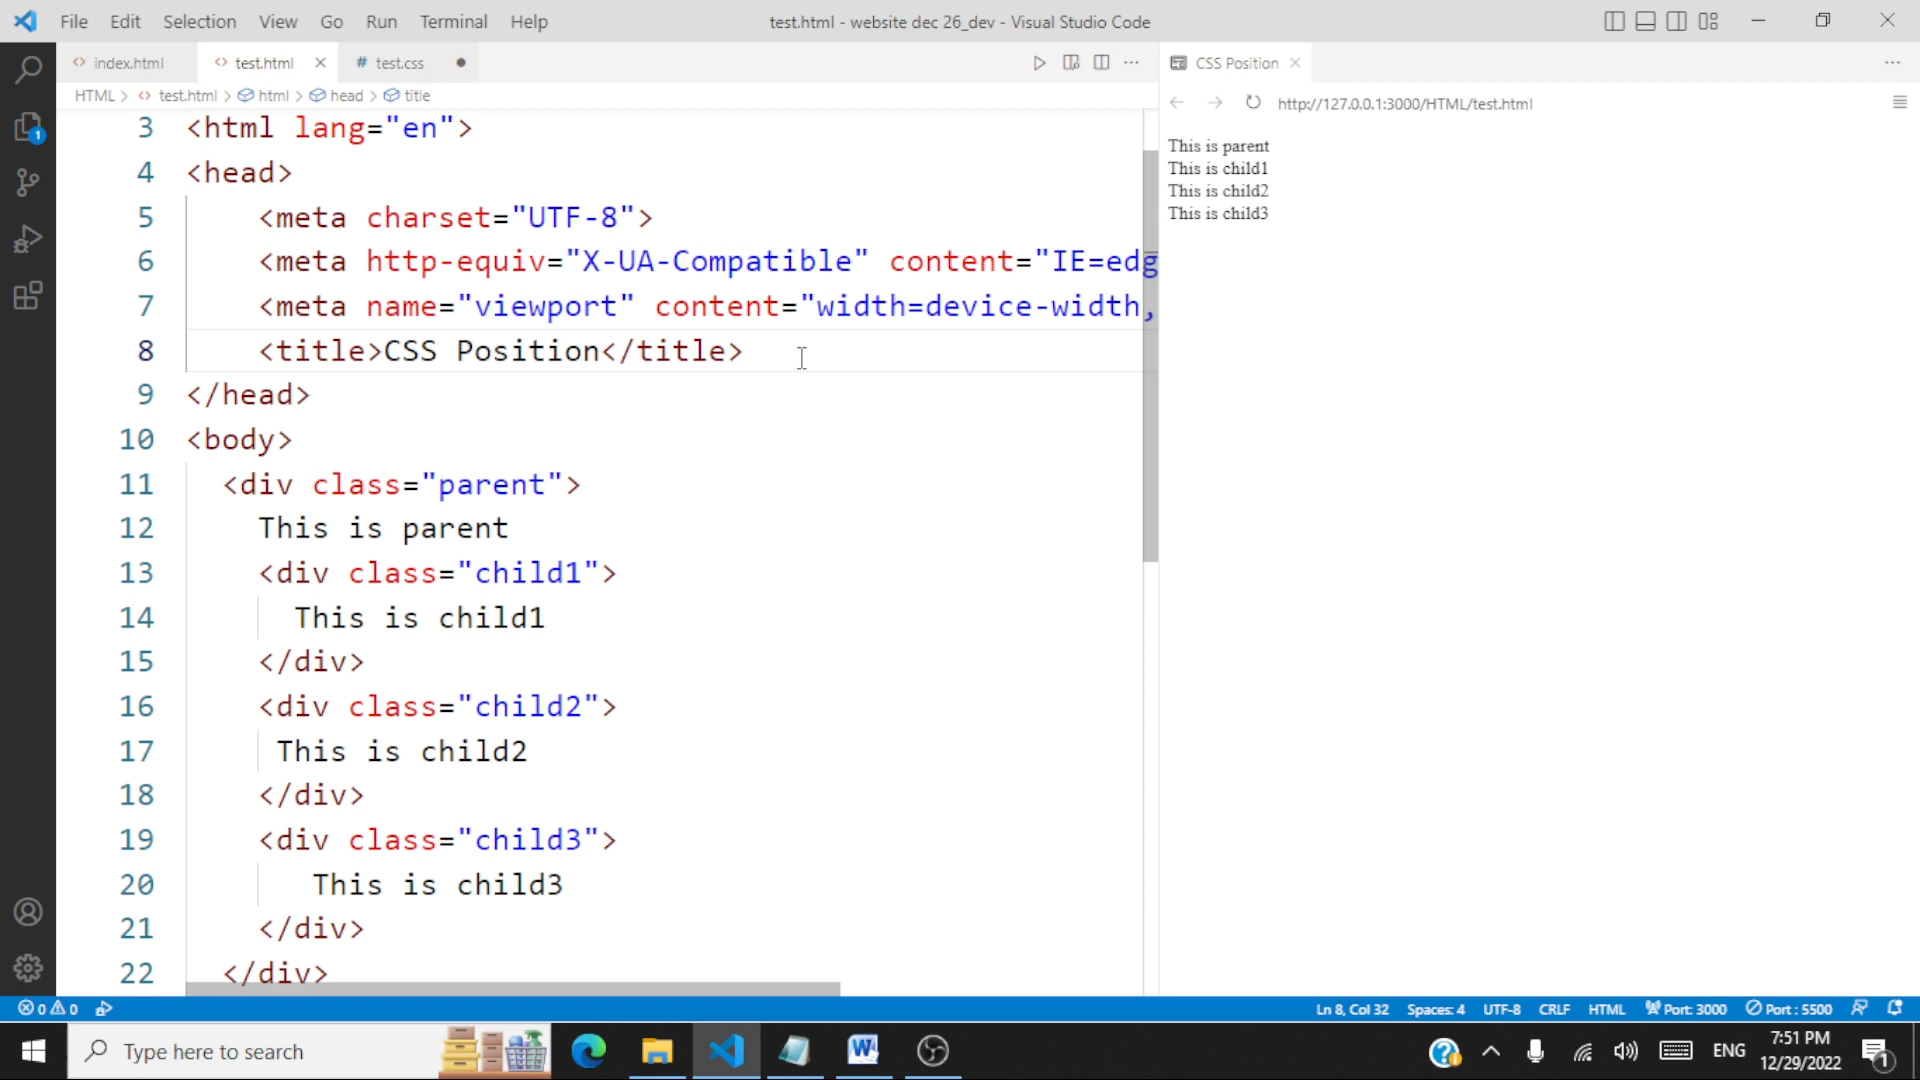 File Edit Selection View Go Run Terminal Help
test.html - website dec 26_dev - Visual Studio Code
index.html test.html # test.css
CSS Position
HTML > test.html > html > head > title
http://127.0.0.1:3000/HTML/test.html
3 <html lang="en">
4 <head>
5 <meta charset="UTF-8">
6 <meta http-equiv="X-UA-Compatible" content="IE=edg
7 <meta name="viewport" content="width=device-width,
8 <title>CSS Position</title>
9 </head>
10 <body>
11 <div class="parent">
12 This is parent
13 <div class="child1">
14 This is child1
15 </div>
16 <div class="child2">
17 This is child2
18 </div>
19 <div class="child3">
20 This is child3
21 </div>
22 </div>
This is parent
This is child1
This is child2
This is child3
1
0 0
Ln 8, Col 32 Spaces: 4 UTF-8 CRLF HTML Port: 3000 Port : 5500
Type here to search
ENG
7:51 PM
12/29/2022
1